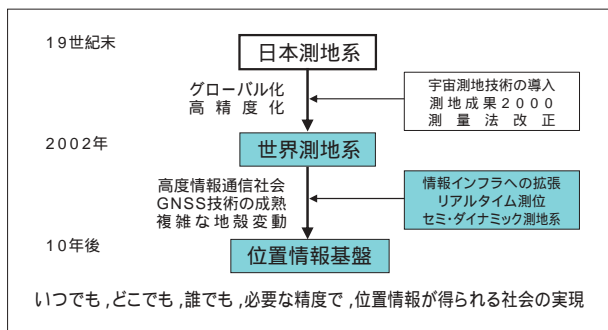 19世紀末
日本測地系
グローバル化
高精度化
宇宙測地技術の導入
測地成果2000
測量法改正
2002年
世界測地系
高度情報通信社会
GNSS技術の成熟
複雑な地殻変動
情報インフラへの拡張
リアルタイム測位
セミ・ダイナミック測地系
10年後
位置情報基盤
いつでも,どこでも,誰でも,必要な精度で,位置情報が得られる社会の実現